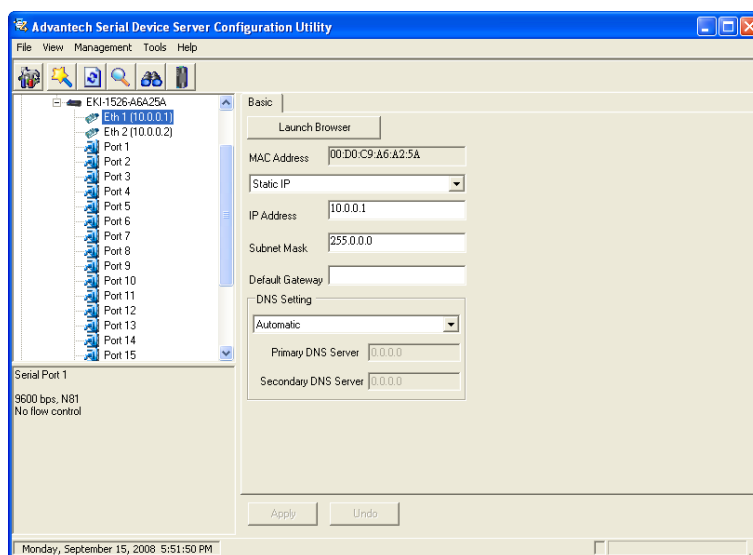 Advantech Serial Device Server Configuration Utility
File View Management Tools Help
EKI-1526-A6A25A
Eth 1 (10.0.0.1)
Eth 2 (10.0.0.2)
Port 1
Port 2
Port 3
Port 4
Port 5
Port 6
Port 7
Port 8
Port 9
Port 10
Port 11
Port 12
Port 13
Port 14
Port 15
Serial Port 1
9600 bps, N81
No flow control
Basic
Launch Browser
MAC Address 00:D0:C9:A6:A2:5A
Static IP
IP Address 10.0.0.1
Subnet Mask 255.0.0.0
Default Gateway
DNS Setting
Automatic
Primary DNS Server 0.0.0.0
Secondary DNS Server 0.0.0.0
Apply Undo
Monday, September 15, 2008 5:51:50 PM